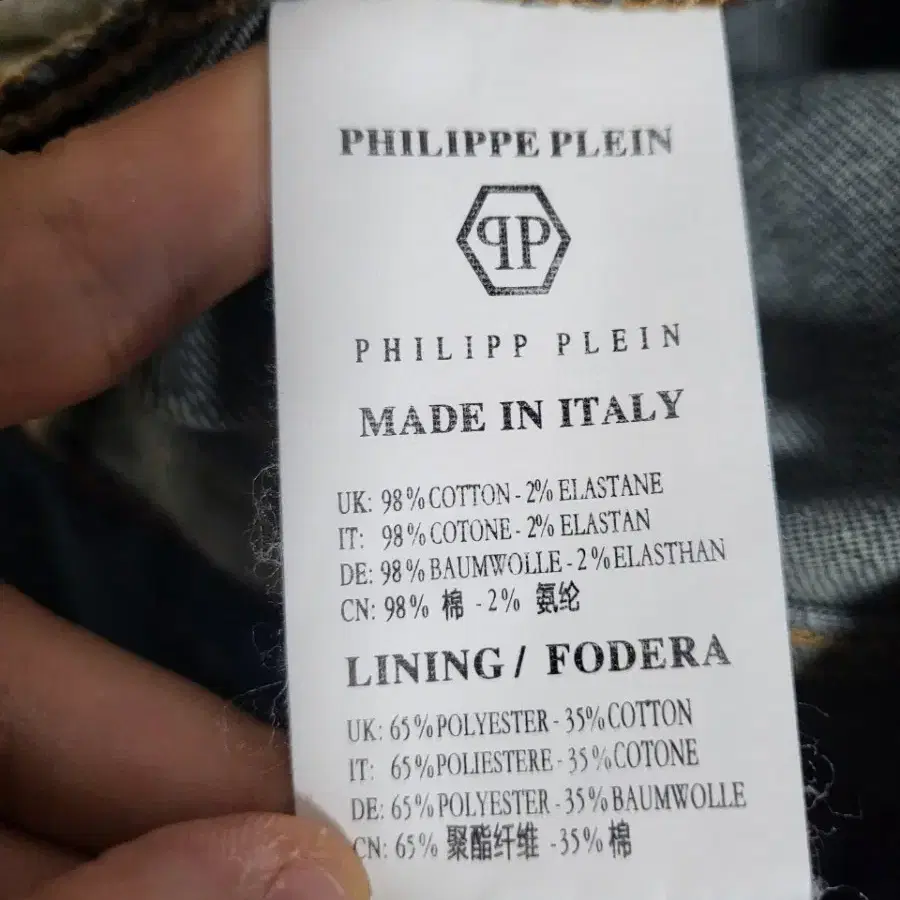 PHILIPPE PLEIN
PP
PHILIPP PLEIN
MADE IN ITALY
UK: 98% COTTON - 2% ELASTANE
IT: 98% COTONE - 2% ELASTAN
DE: 98% BAUMWOLLE - 2% ELASTHAN
CN: 98% 棉 - 2% 氨纶
LINING / FODERA
UK: 65% POLYESTER - 35% COTTON
IT: 65% POLIESTERE - 35% COTONE
DE: 65% POLYESTER - 35% BAUMWOLLE
CN: 65% 聚酯纤维 - 35% 棉